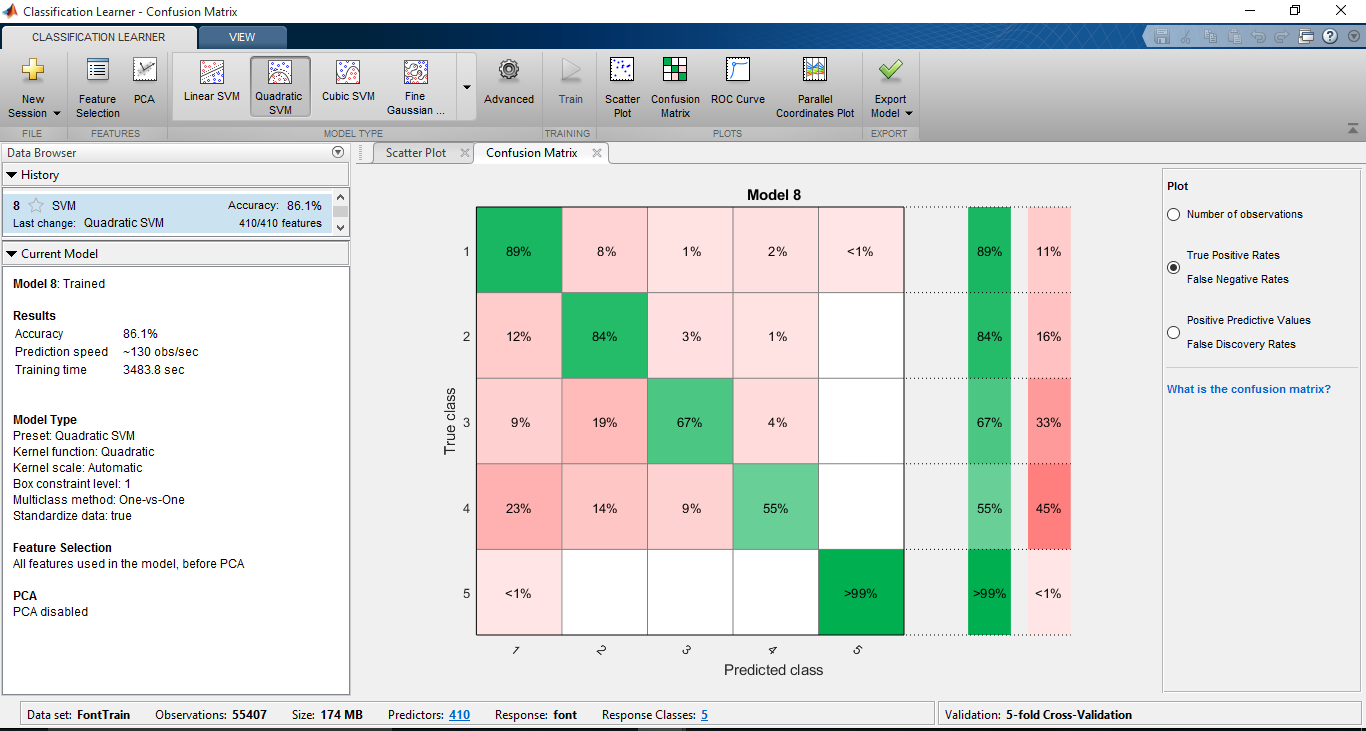 Classification Learner - Confusion Matrix
CLASSIFICATION LEARNER
VIEW
New Session
Feature Selection
PCA
Linear SVM
Quadratic SVM
Cubic SVM
Fine Gaussian ...
Advanced
Train
Scatter Plot
Confusion Matrix
ROC Curve
Parallel Coordinates Plot
Export Model
FILE
FEATURES
MODEL TYPE
TRAINING
PLOTS
EXPORT
Data Browser
History
8 SVM Accuracy: 86.1%
Last change: Quadratic SVM 410/410 features
Current Model
Model 8: Trained
Results
Accuracy 86.1%
Prediction speed ~130 obs/sec
Training time 3483.8 sec
Model Type
Preset: Quadratic SVM
Kernel function: Quadratic
Kernel scale: Automatic
Box constraint level: 1
Multiclass method: One-vs-One
Standardize data: true
Feature Selection
All features used in the model, before PCA
PCA
PCA disabled
Scatter Plot
Confusion Matrix
Model 8
True class
1 89% 8% 1% 2% <1% 89% 11%
2 12% 84% 3% 1% 84% 16%
3 9% 19% 67% 4% 67% 33%
4 23% 14% 9% 55% 55% 45%
5 <1% >99% >99% <1%
1 2 3 4 5
Predicted class
Plot
Number of observations
True Positive Rates
False Negative Rates
Positive Predictive Values
False Discovery Rates
What is the confusion matrix?
Data set: FontTrain Observations: 55407 Size: 174 MB Predictors: 410 Response: font Response Classes: 5
Validation: 5-fold Cross-Validation